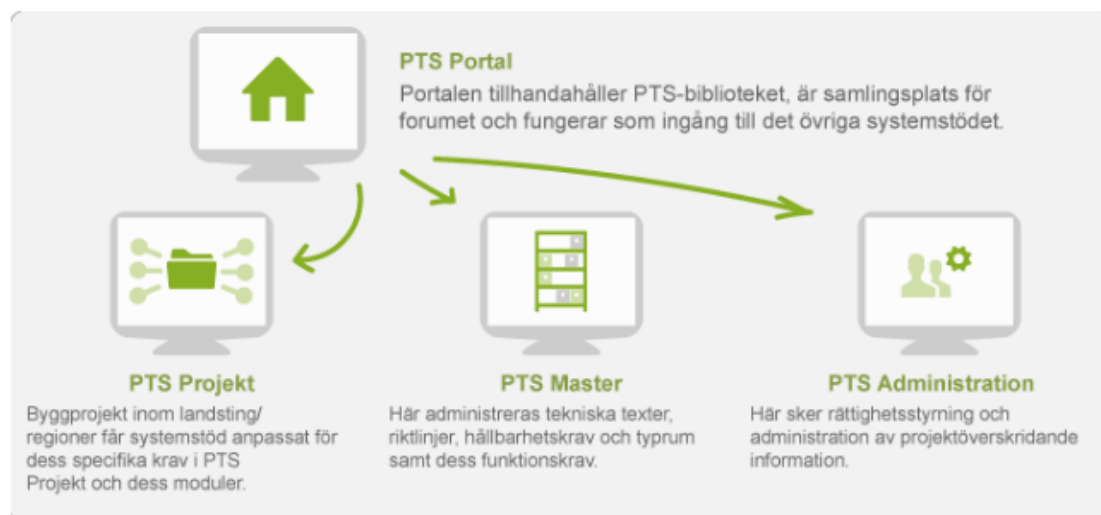 PTS Portal
Portalen tillhandahåller PTS-biblioteket, är samlingsplats för
forumet och fungerar som ingång till det övriga systemstödet.
PTS Projekt
Byggprojekt inom landsting/
regioner får systemstöd anpassat för
dess specifika krav i PTS
Projekt och dess moduler.
PTS Master
Här administreras tekniska texter,
riktlinjer, hållbarhetskrav och typrum
samt dess funktionskrav.
PTS Administration
Här sker rättighetsstyrning och
administration av projektöverskridande
information.